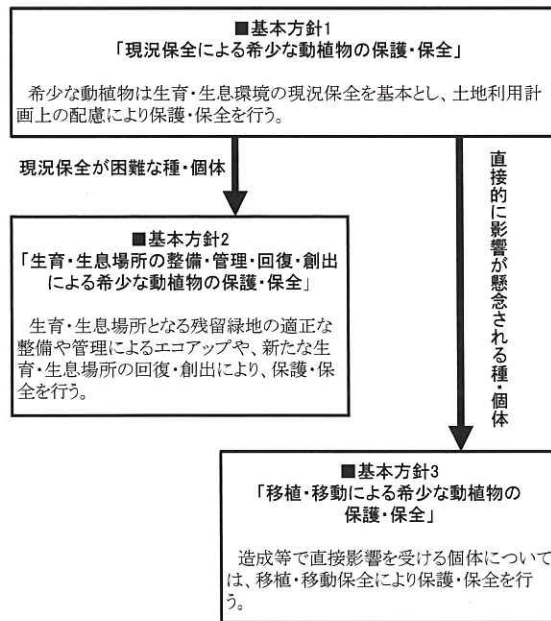 ■基本方針1
「現況保全による希少な動植物の保護・保全」
希少な動植物は生育・生息環境の現況保全を基本とし、土地利用計
画上の配慮により保護・保全を行う。
現況保全が困難な種・個体
直接的に影響が懸念される種・個体
■基本方針2
「生育・生息場所の整備・管理・回復・創出
による希少な動植物の保護・保全」
生育・生息場所となる残留緑地の適正な
整備や管理によるエコアップや、新たな生
育・生息場所の回復・創出により、保護・保
全を行う。
■基本方針3
「移植・移動による希少な動植物の
保護・保全」
造成等で直接影響を受ける個体について
は、移植・移動保全により保護・保全を行
う。